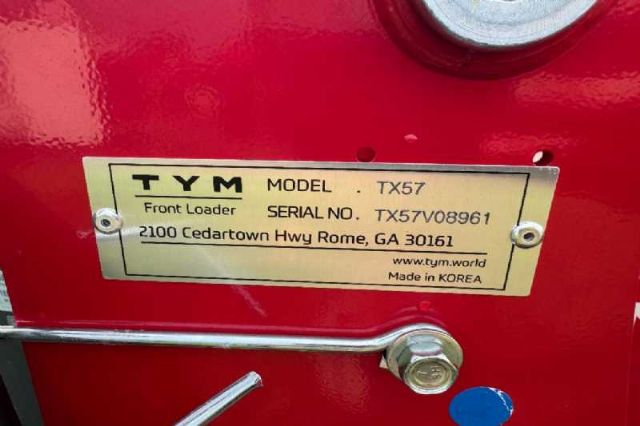 TYM MODEL . TX57
Front Loader SERIAL NO. TX57V08961
2100 Cedartown Hwy Rome, GA 30161
www.tym.world
Made in KOREA